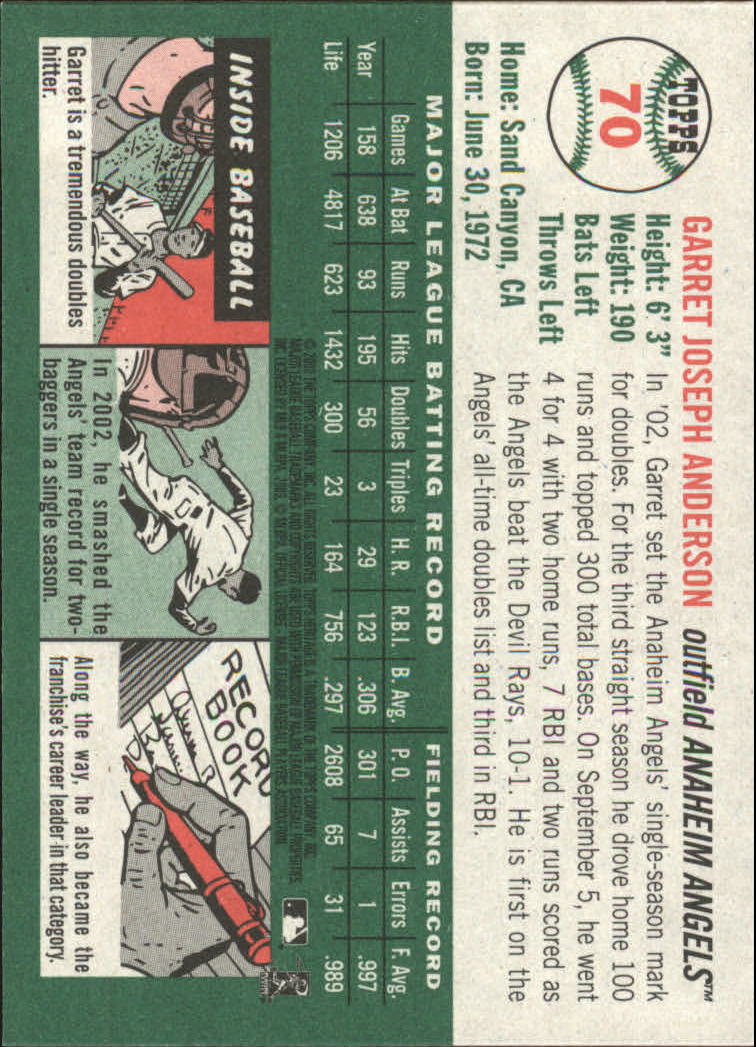 TOPPS
70
GARRET JOSEPH ANDERSON outfield ANAHEIM ANGELS™
Height: 6' 3"
Weight: 190
Bats Left
Throws Left
Home: Sand Canyon, CA
Born: June 30, 1972
In '02, Garret set the Anaheim Angels' single-season mark
for doubles. For the third straight season he drove home 100
runs and topped 300 total bases. On September 5, he went
4 for 4 with two home runs, 7 RBI and two runs scored as
the Angels beat the Devil Rays, 10-1. He is first on the
Angels' all-time doubles list and third in RBI.
MAJOR LEAGUE BATTING RECORD FIELDING RECORD
Year Games At Bat Runs Hits Doubles Triples H. R. R.B.I. B. Avg. P. O. Assists Errors F. Avg.
158 638 93 195 56 3 29 123 .306 301 7 1 .997
Life 1206 4817 623 1432 300 23 164 756 .297 2608 65 31 .989
INSIDE BASEBALL
Garret is a tremendous doubles
hitter.
In 2002, he smashed the
Angels' team record for two-
baggers in a single season.
RECORD
BOOK
Along the way, he also became the
franchise's career leader in that category.